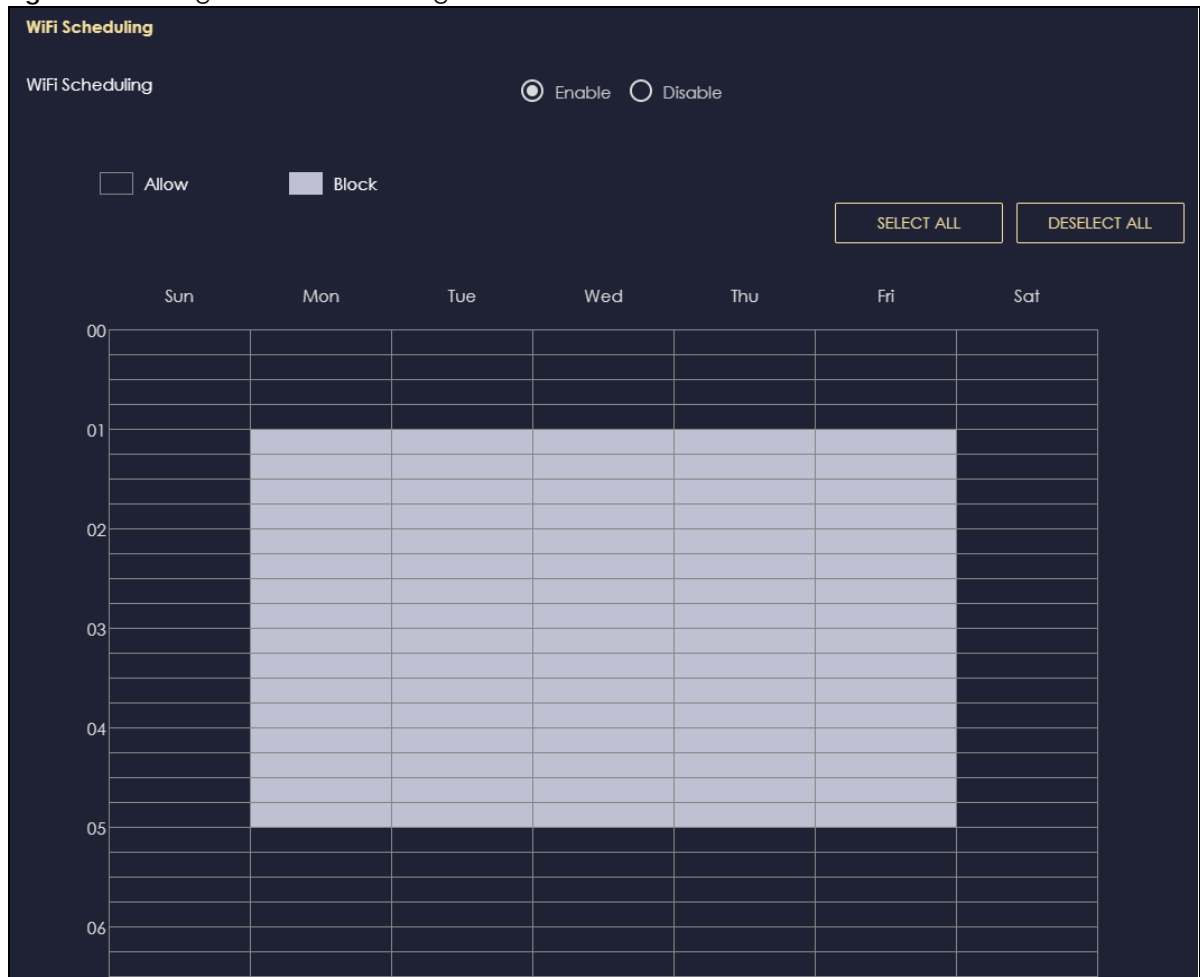 WiFi Scheduling
WiFi Scheduling Enable Disable
Allow Block
SELECT ALL DESELECT ALL
Sun Mon Tue Wed Thu Fri Sat
00
01
02
03
04
05
06